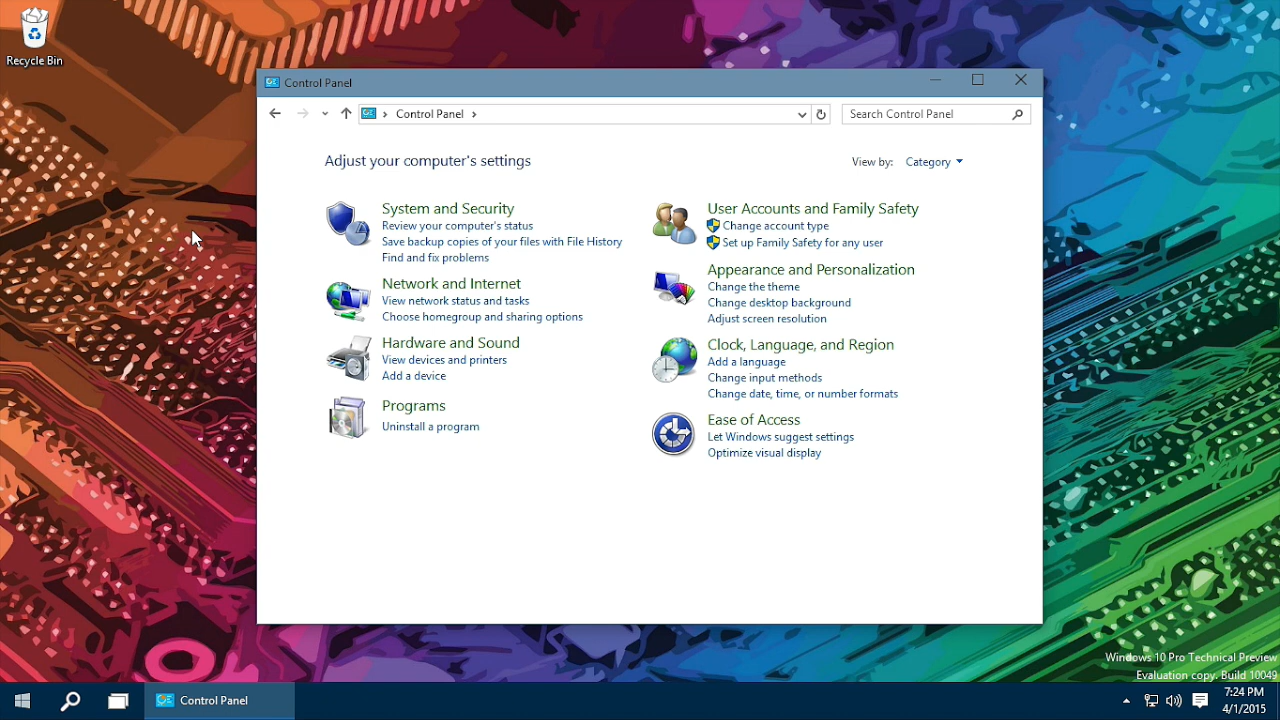 Recycle Bin
Control Panel
Control Panel
Search Control Panel
Adjust your computer's settings
View by: Category
System and Security
Review your computer's status
Save backup copies of your files with File History
Find and fix problems
Network and Internet
View network status and tasks
Choose homegroup and sharing options
Hardware and Sound
View devices and printers
Add a device
Programs
Uninstall a program
User Accounts and Family Safety
Change account type
Set up Family Safety for any user
Appearance and Personalization
Change the theme
Change desktop background
Adjust screen resolution
Clock, Language, and Region
Add a language
Change input methods
Change date, time, or number formats
Ease of Access
Let Windows suggest settings
Optimize visual display
Windows 10 Pro Technical Preview
Evaluation copy. Build 10049
Control Panel
7:24 PM
4/1/2015